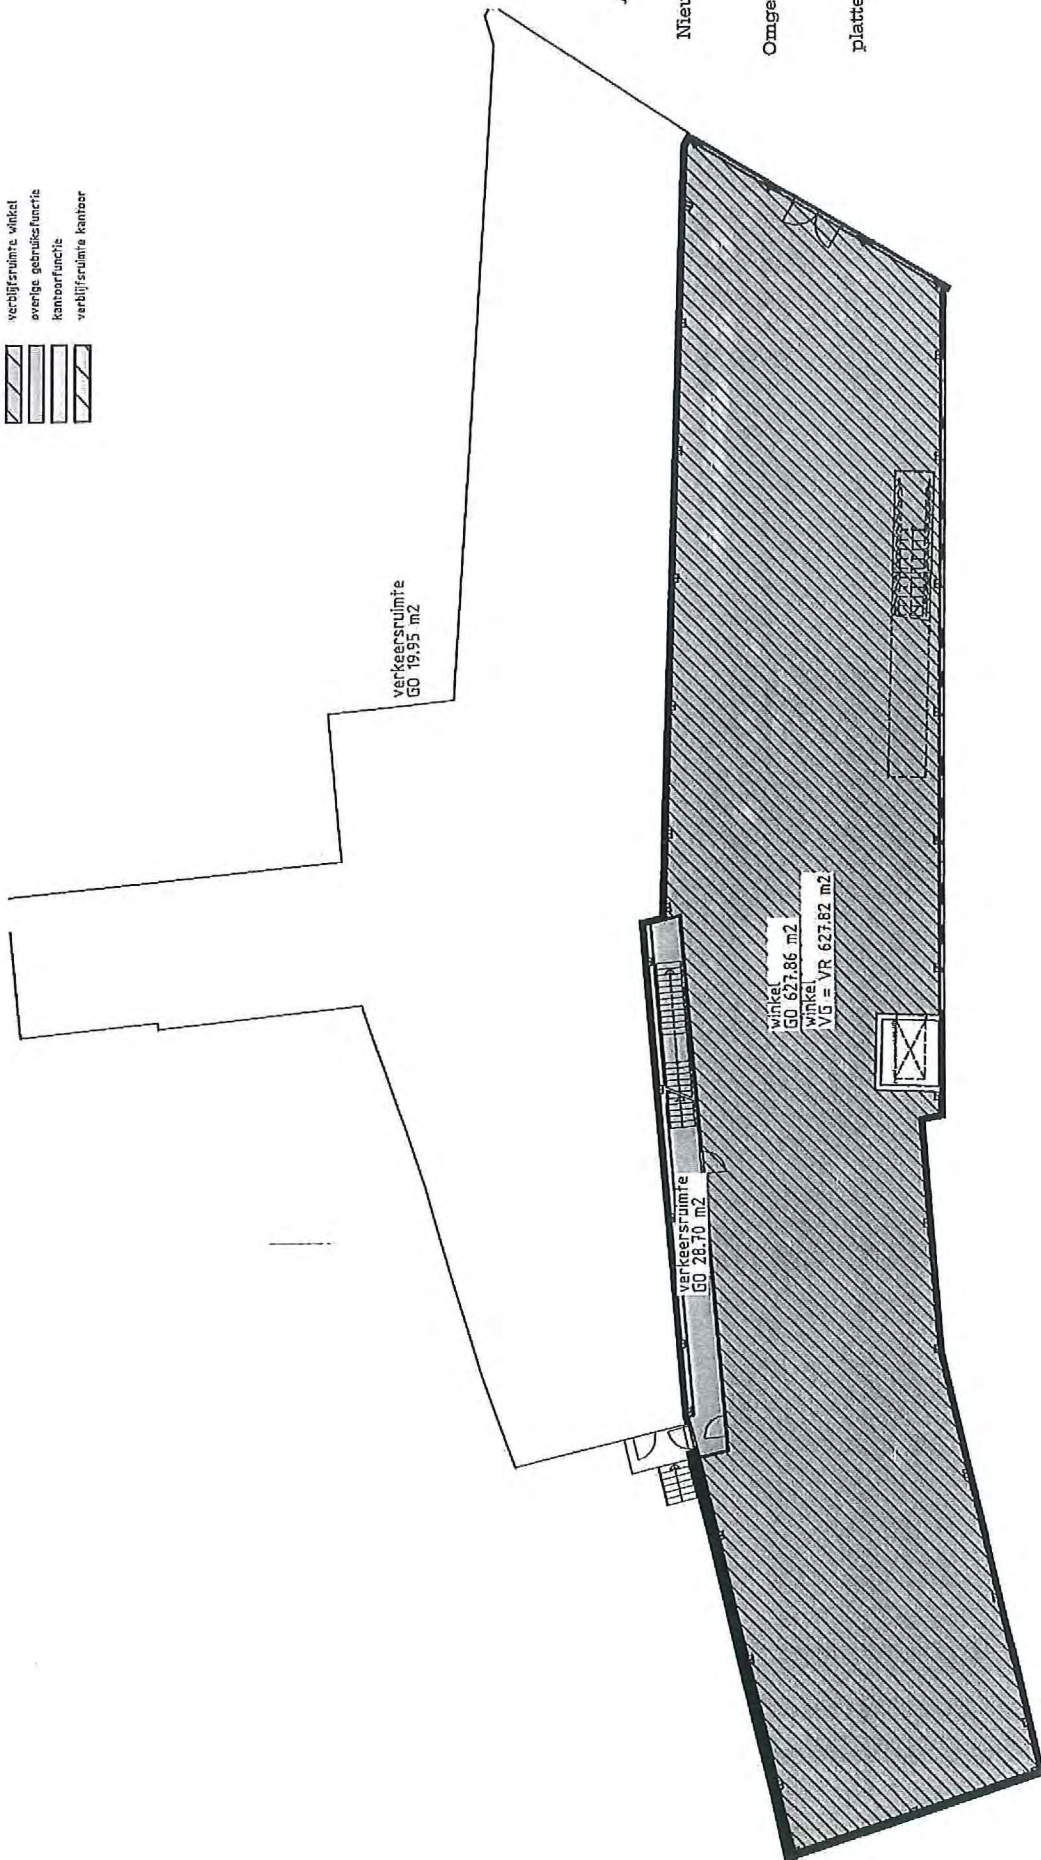 verblijfsruimte winkel
overige gebruiksfunctie
kantoorfunctie
verblijfsruimte kantoor
verkeersruimte
GO 19.95 m2
winkel
GO 627.86 m2
winkel
VG = VR 627.82 m2
verkeersruimte
GO 28.70 m2
Nieu
Omge
platte